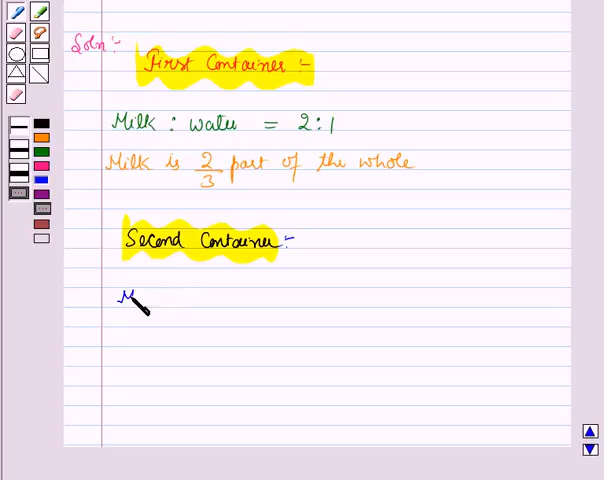 Soln:-
First Container :-
Milk : Water = 2:1
Milk is 2/3 part of the whole
Second Container :-
M